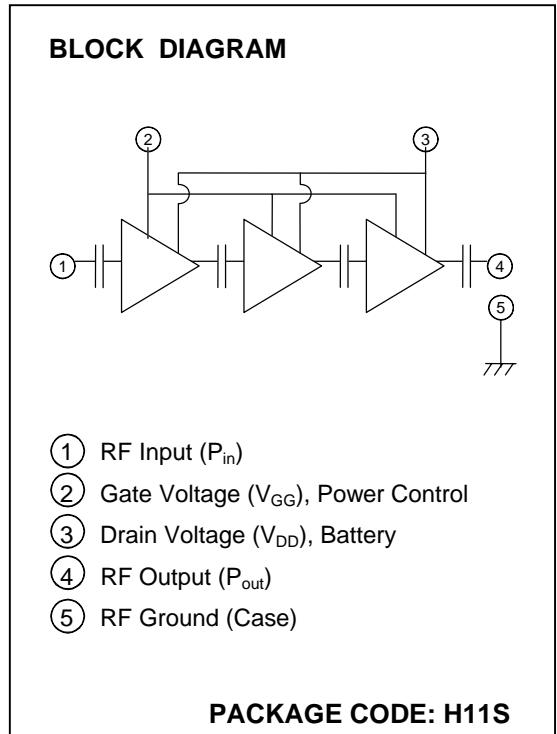 BLOCK DIAGRAM
2
3
1
4
5
1 RF Input (Pin)
2 Gate Voltage (VGG), Power Control
3 Drain Voltage (VDD), Battery
4 RF Output (Pout)
5 RF Ground (Case)
PACKAGE CODE: H11S